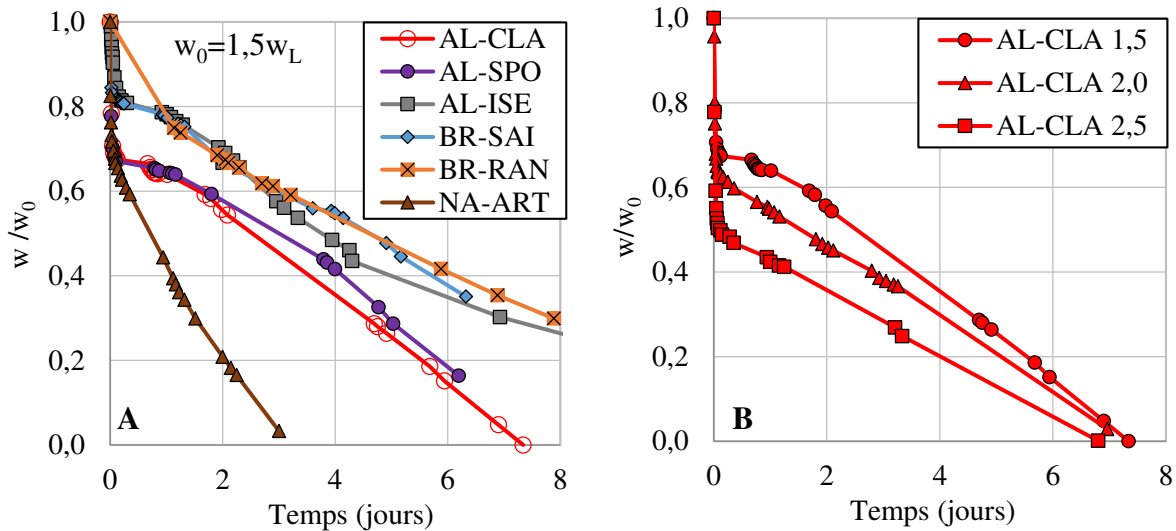 w0=1,5wL
AL-CLA
AL-SPO
AL-ISE
BR-SAI
BR-RAN
NA-ART
1,0
0,8
0,6
0,4
0,2
0,0
w /w0
A
0
2
4
6
8
Temps (jours)
AL-CLA 1,5
AL-CLA 2,0
AL-CLA 2,5
1,0
0,8
0,6
0,4
0,2
0,0
w/w0
B
0
2
4
6
8
Temps (jours)